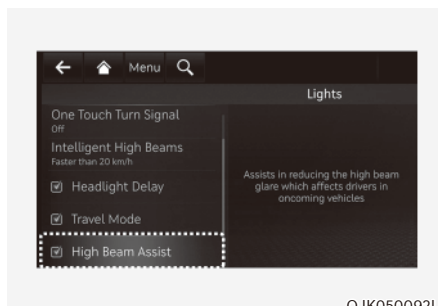 Menu
Lights
One Touch Turn Signal
Off
Intelligent High Beams
Faster than 20 km/h
Headlight Delay
Travel Mode
High Beam Assist
Assists in reducing the high beam
glare which affects drivers in
oncoming vehicles